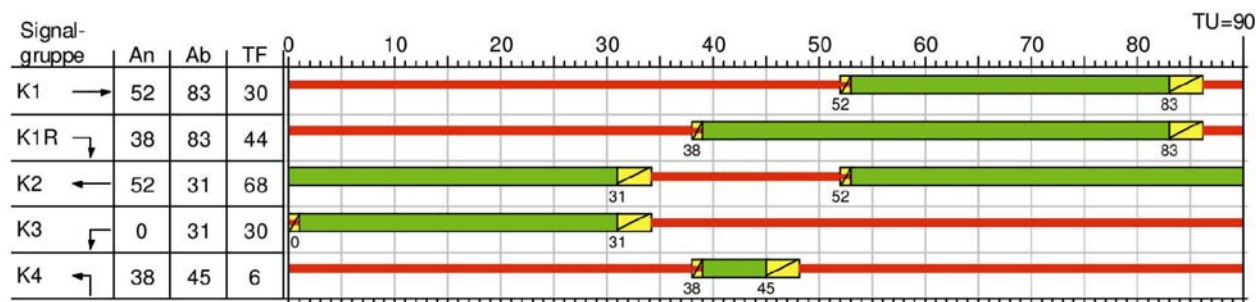 TU=90
Signal-
gruppe An Ab TF 0 10 20 30 40 50 60 70 80
K1 52 83 30
52 83
K1R 38 83 44
38 83
K2 52 31 68
31 52
K3 0 31 30
0 31
K4 38 45 6
38 45